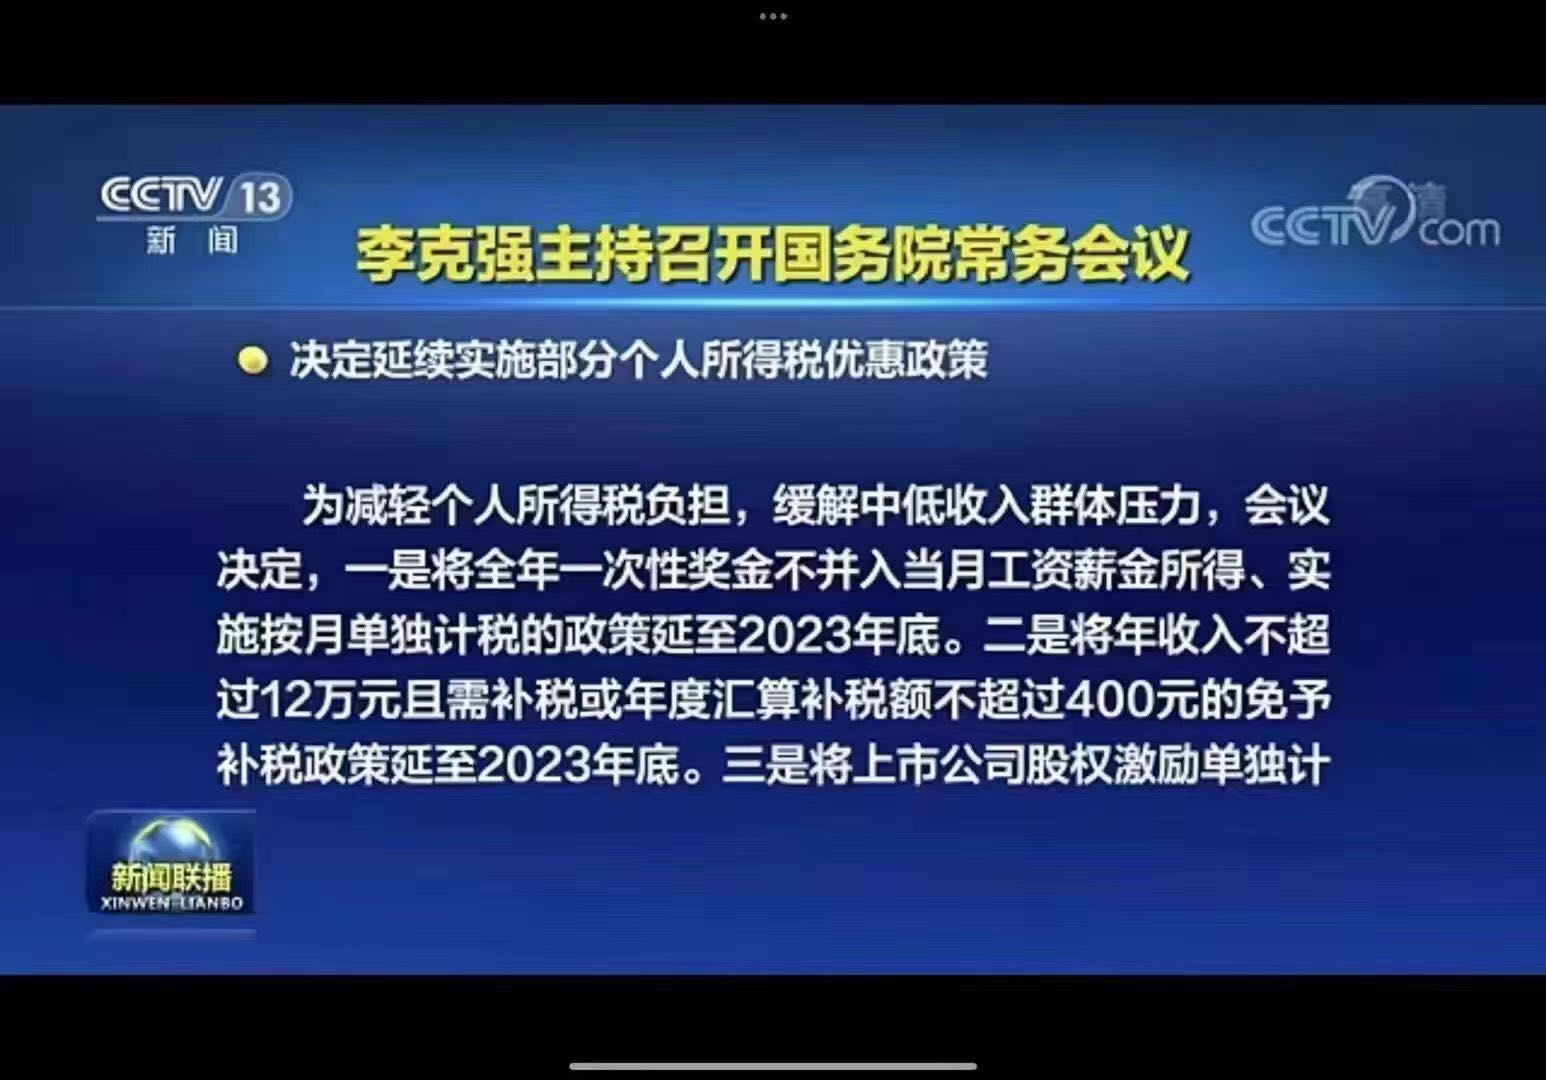 CCTV 13
新闻
高清
CCTV.com
李克强主持召开国务院常务会议
决定延续实施部分个人所得税优惠政策
为减轻个人所得税负担，缓解中低收入群体压力，会议
决定，一是将全年一次性奖金不并入当月工资薪金所得、实
施按月单独计税的政策延至2023年底。二是将年收入不超
过12万元且需补税或年度汇算补税额不超过400元的免予
补税政策延至2023年底。三是将上市公司股权激励单独计
新闻联播
XINWEN LIANBO